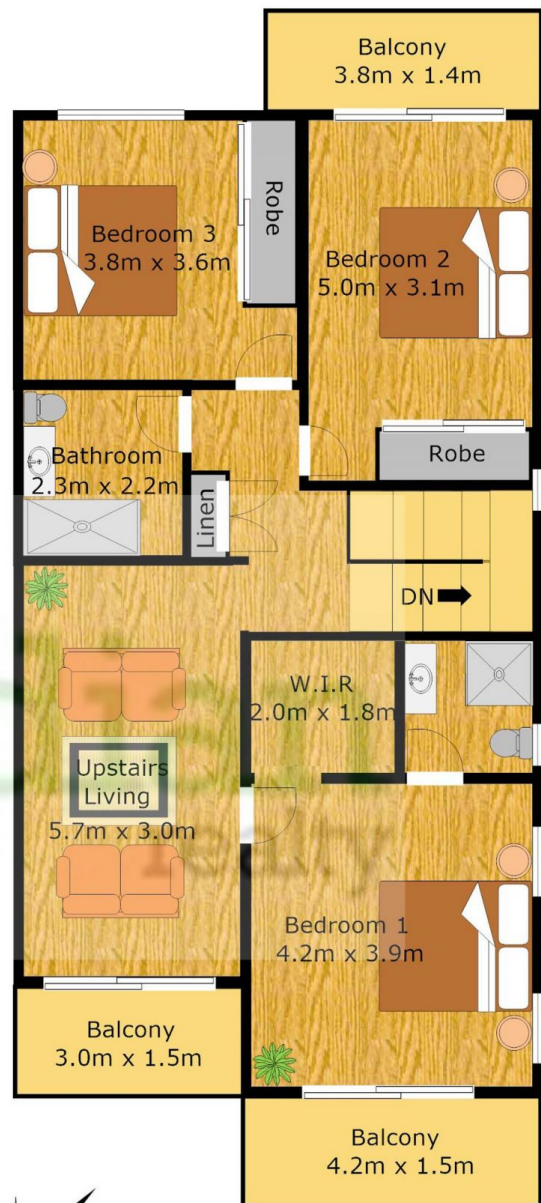 Balcony
3.8m x 1.4m
Bedroom 3
3.8m x 3.6m
Robe
Bedroom 2
5.0m x 3.1m
Robe
Bathroom
2.3m x 2.2m
Linen
DN
W.I.R
2.0m x 1.8m
Upstairs
Living
5.7m x 3.0m
realty
Bedroom 1
4.2m x 3.9m
Balcony
3.0m x 1.5m
Balcony
4.2m x 1.5m